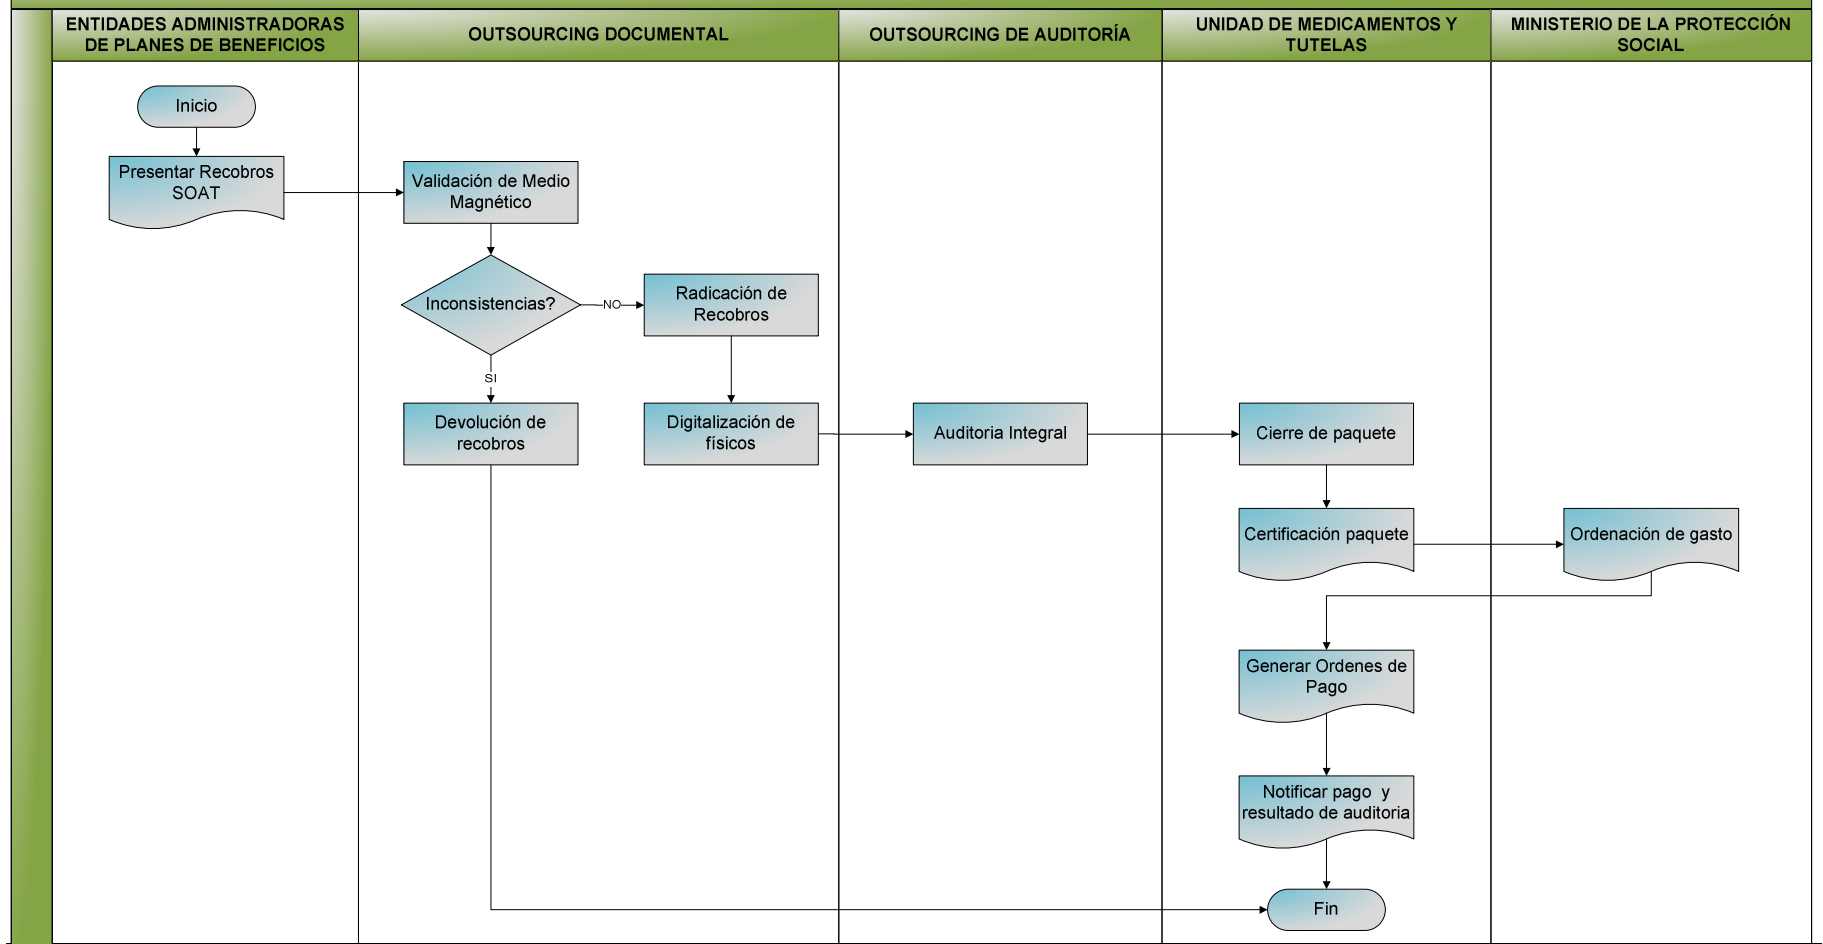 ENTIDADES ADMINISTRADORAS
DE PLANES DE BENEFICIOS
OUTSOURCING DOCUMENTAL
OUTSOURCING DE AUDITORÍA
UNIDAD DE MEDICAMENTOS Y
TUTELAS
MINISTERIO DE LA PROTECCIÓN
SOCIAL
Inicio
Presentar Recobros
SOAT
Validación de Medio
Magnético
Inconsistencias?
NO
Radicación de
Recobros
SI
Devolución de
recobros
Digitalización de
físicos
Auditoria Integral
Cierre de paquete
Certificación paquete
Ordenación de gasto
Generar Ordenes de
Pago
Notificar pago y
resultado de auditoria
Fin